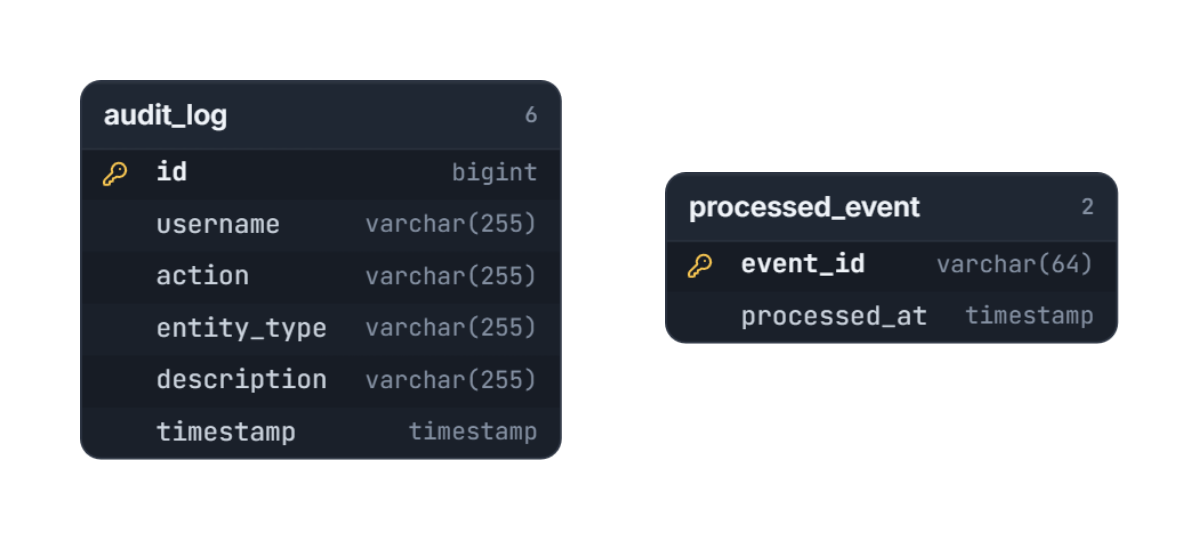 audit_log 6
id bigint
username varchar(255)
action varchar(255)
entity_type varchar(255)
description varchar(255)
timestamp timestamp
processed_event 2
event_id varchar(64)
processed_at timestamp